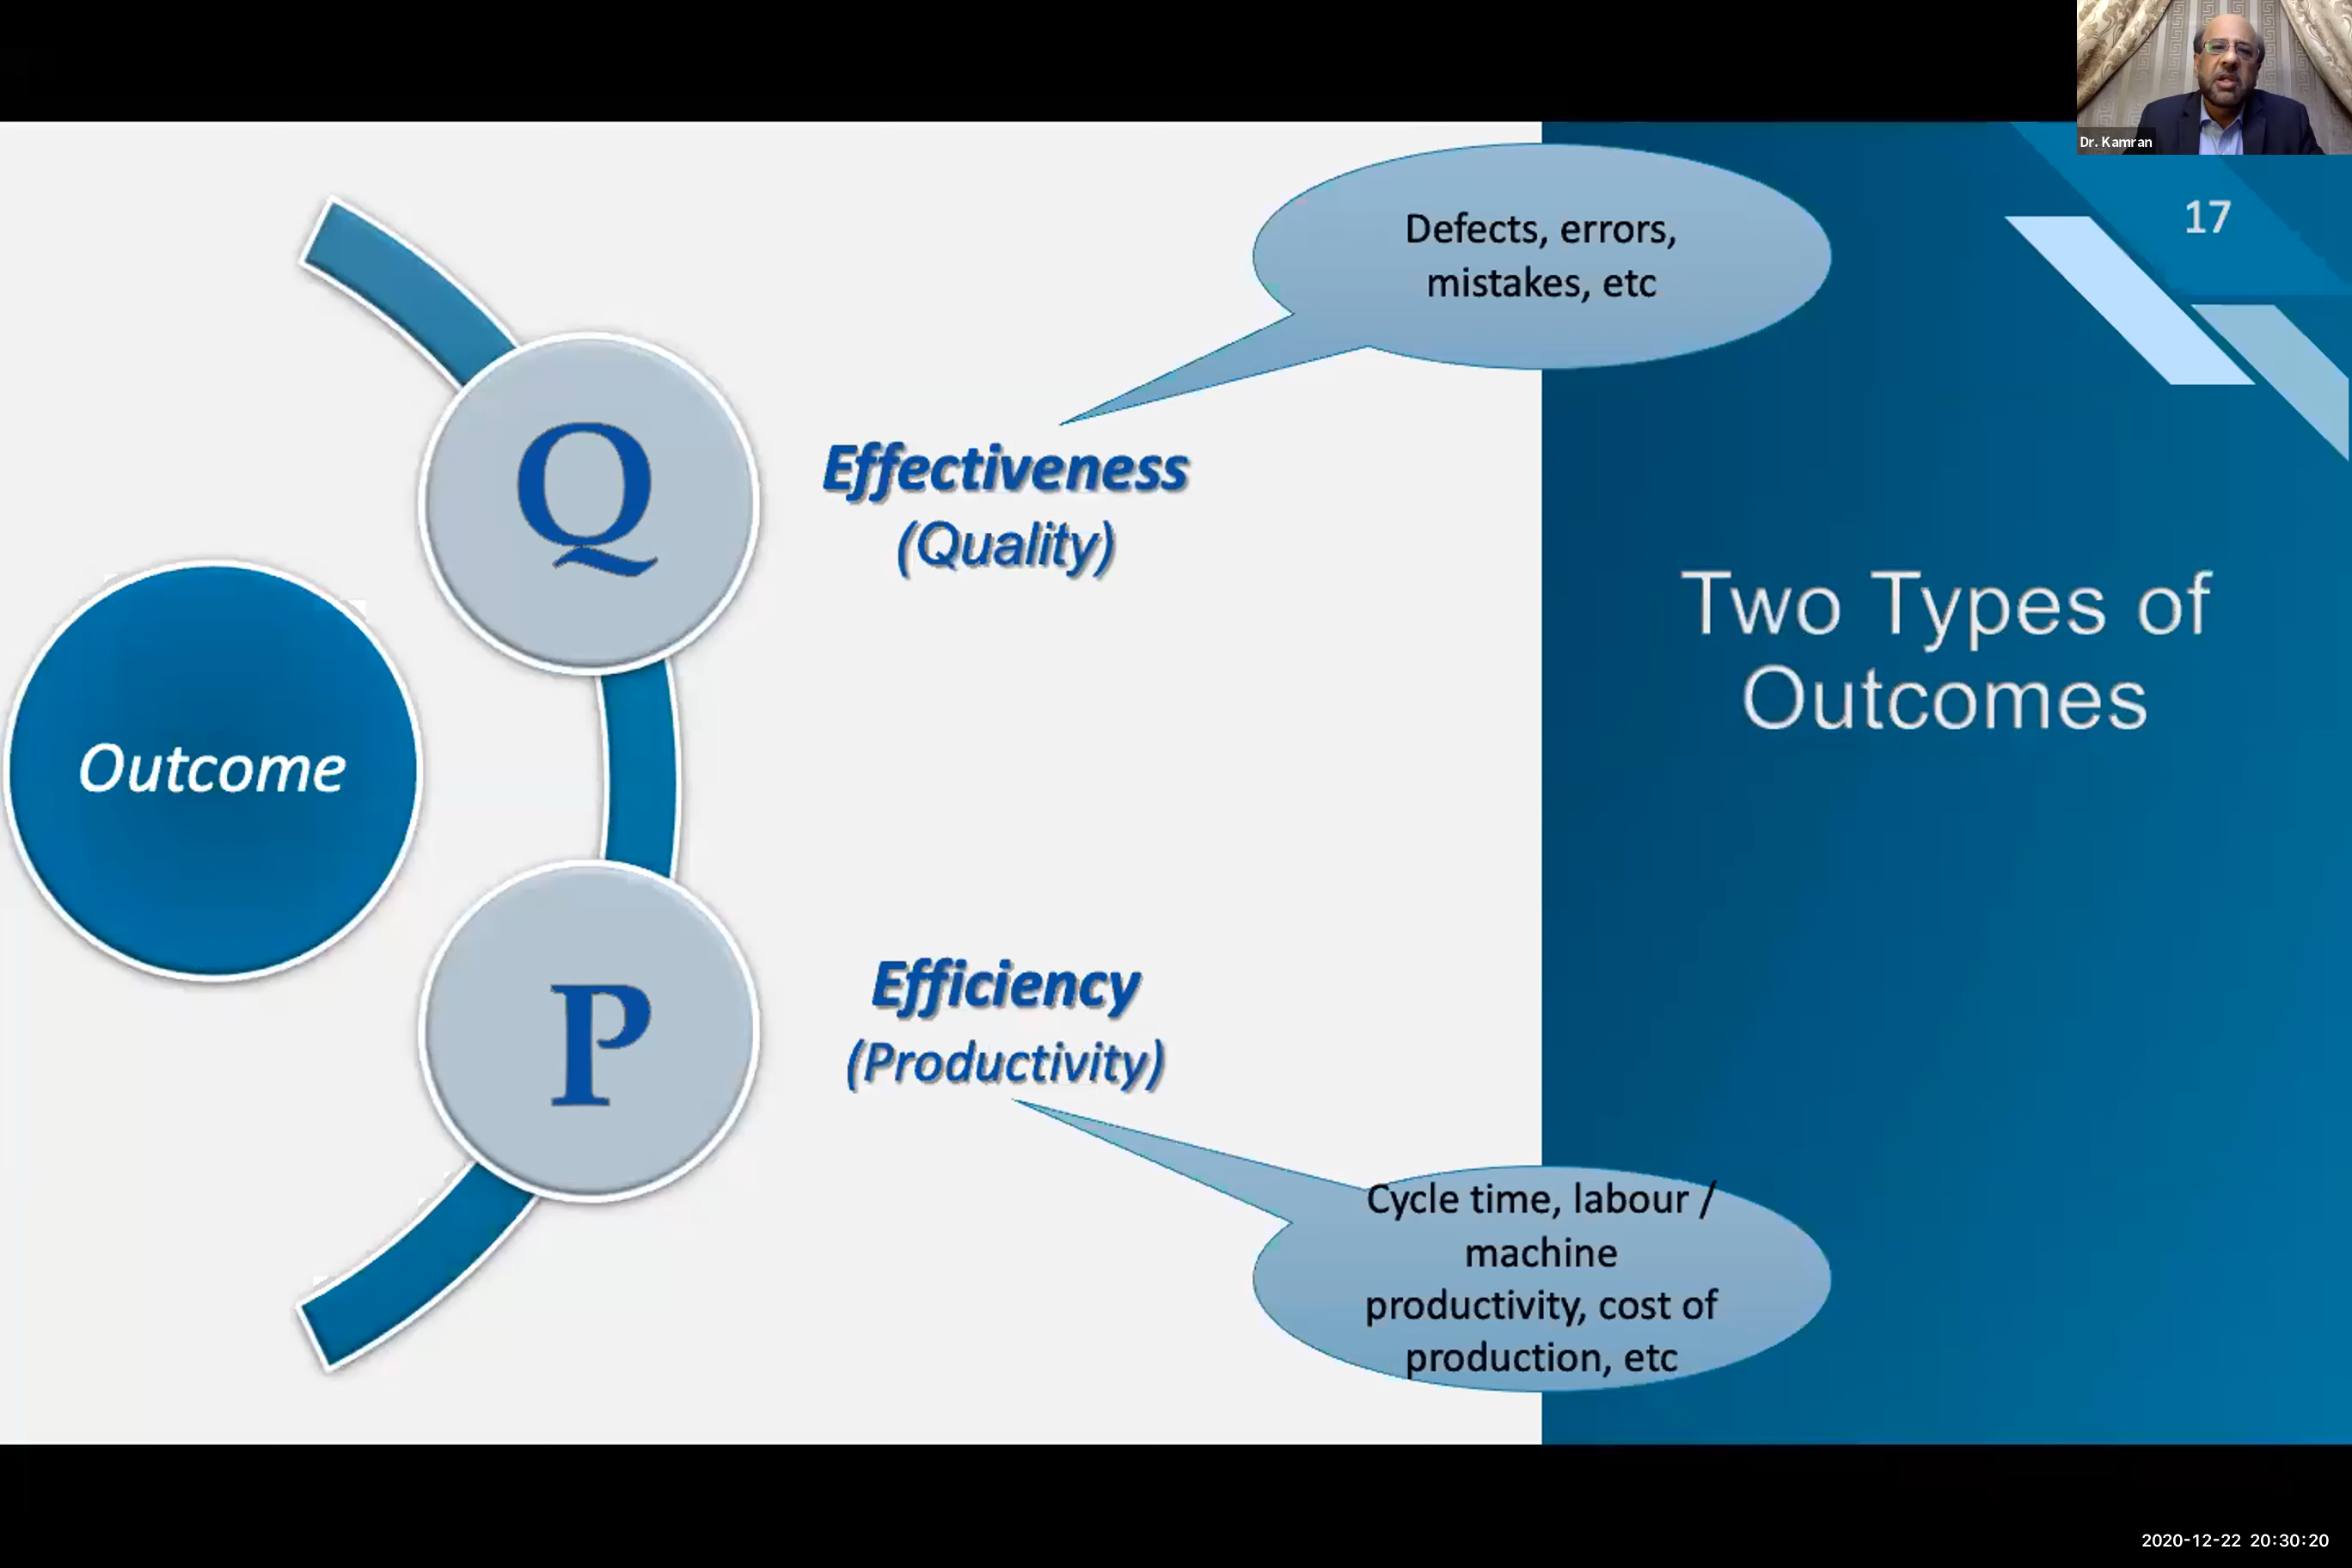 Dr. Kamran
17
Two Types of
Outcomes
Outcome
Q
Effectiveness
(Quality)
Defects, errors,
mistakes, etc
P
Efficiency
(Productivity)
Cycle time, labour /
machine
productivity, cost of
production, etc
2020-12-22 20:30:20